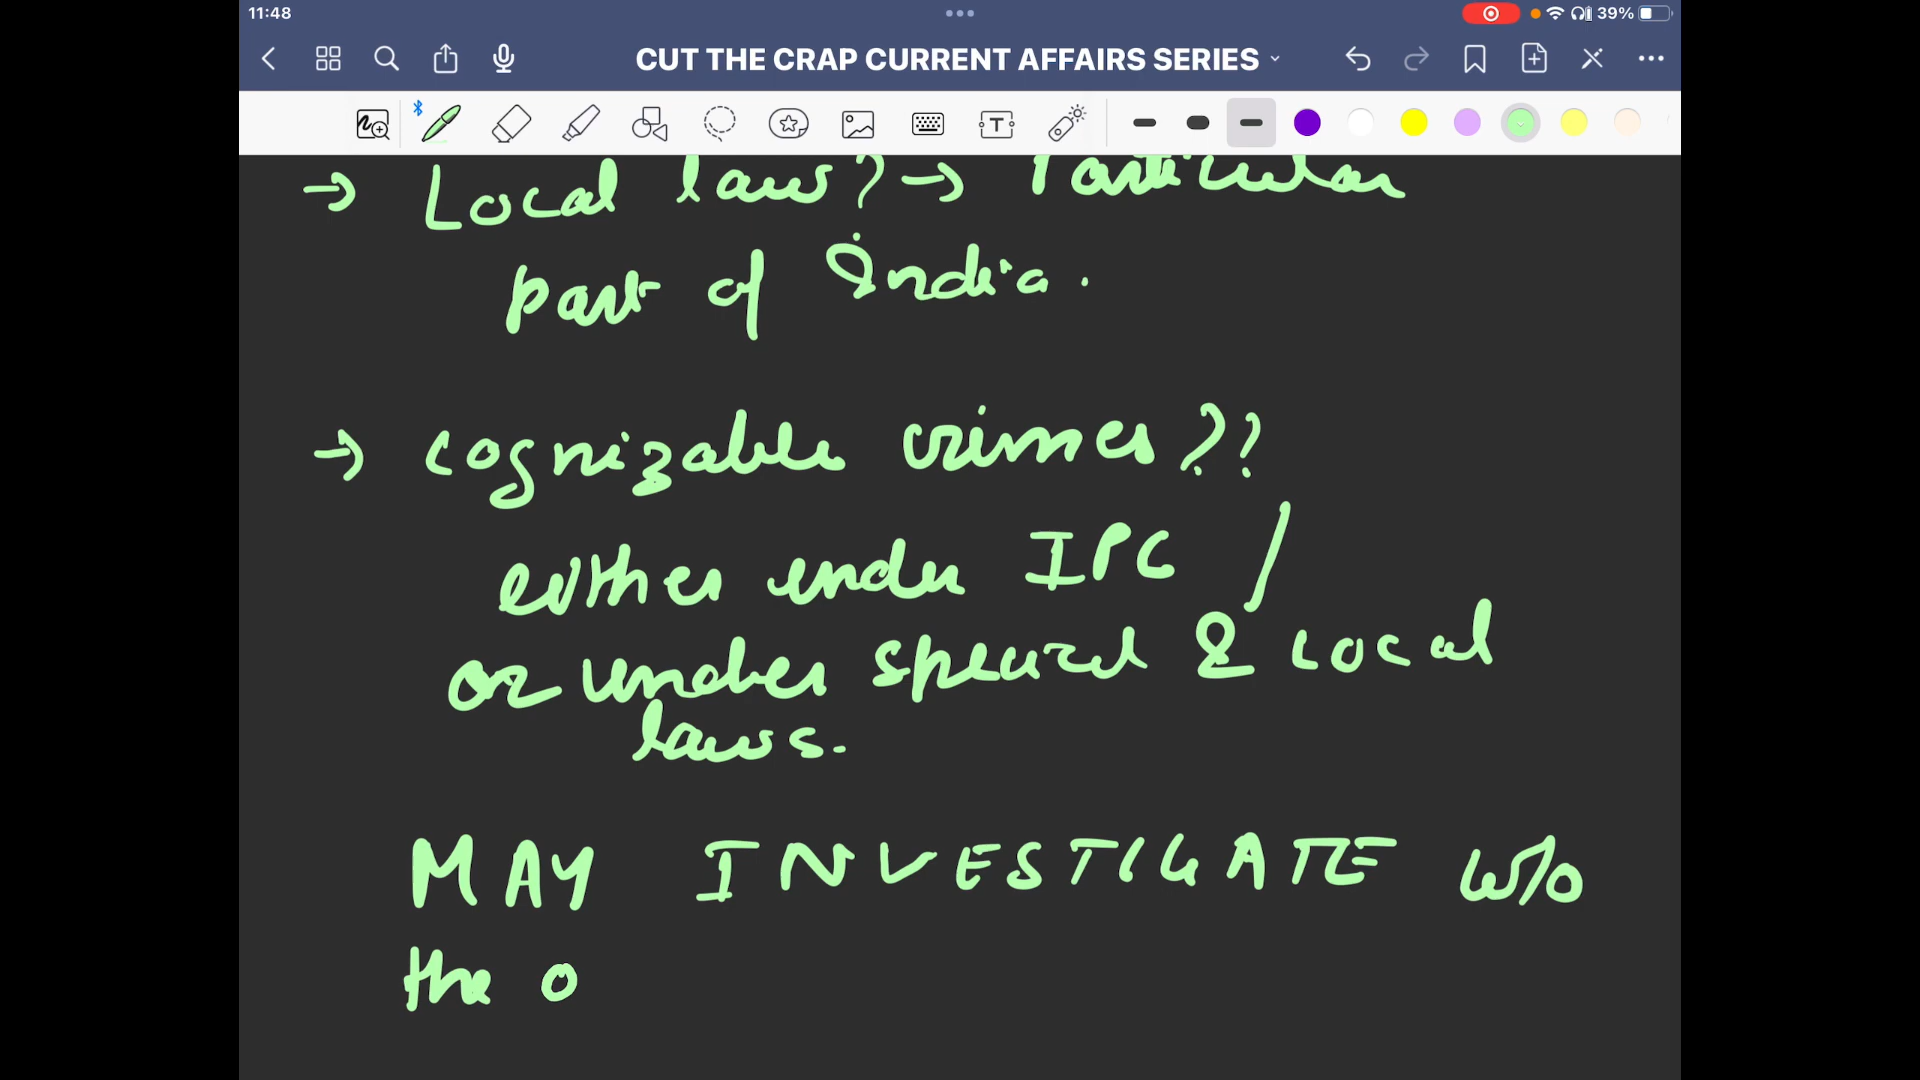 11:48
39%
CUT THE CRAP CURRENT AFFAIRS SERIES
T
→ Local law? → Particular
part of India.
→ cognizable crimes??
either under IPC /
or under special & local
laws.
MAY INVESTIGATE w/o
the o